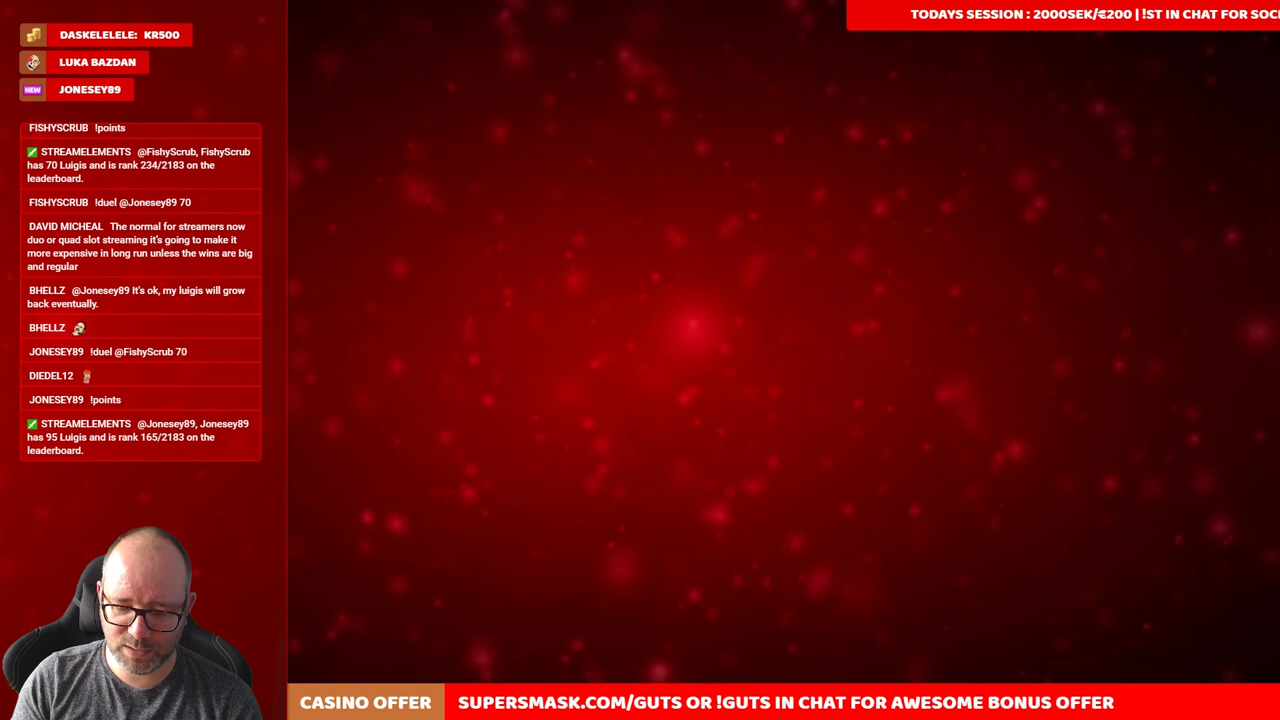 DASKELELELE: KR500
LUKA BAZDAN
NEW JONESEY89
FISHYSCRUB !points
STREAMELEMENTS @FishyScrub, FishyScrub
has 70 Luigis and is rank 234/2183 on the
leaderboard.
FISHYSCRUB !duel @Jonesey89 70
DAVID MICHEAL The normal for streamers now
duo or quad slot streaming it's going to make it
more expensive in long run unless the wins are big
and regular
BHELLZ @Jonesey89 It's ok, my luigis will grow
back eventually.
BHELLZ
JONESEY89 !duel @FishyScrub 70
DIEDEL12
JONESEY89 !points
STREAMELEMENTS @Jonesey89, Jonesey89
has 95 Luigis and is rank 165/2183 on the
leaderboard.
TODAYS SESSION : 2000SEK/€200 | !ST IN CHAT FOR SOCI
CASINO OFFER
SUPERSMASK.COM/GUTS OR !GUTS IN CHAT FOR AWESOME BONUS OFFER